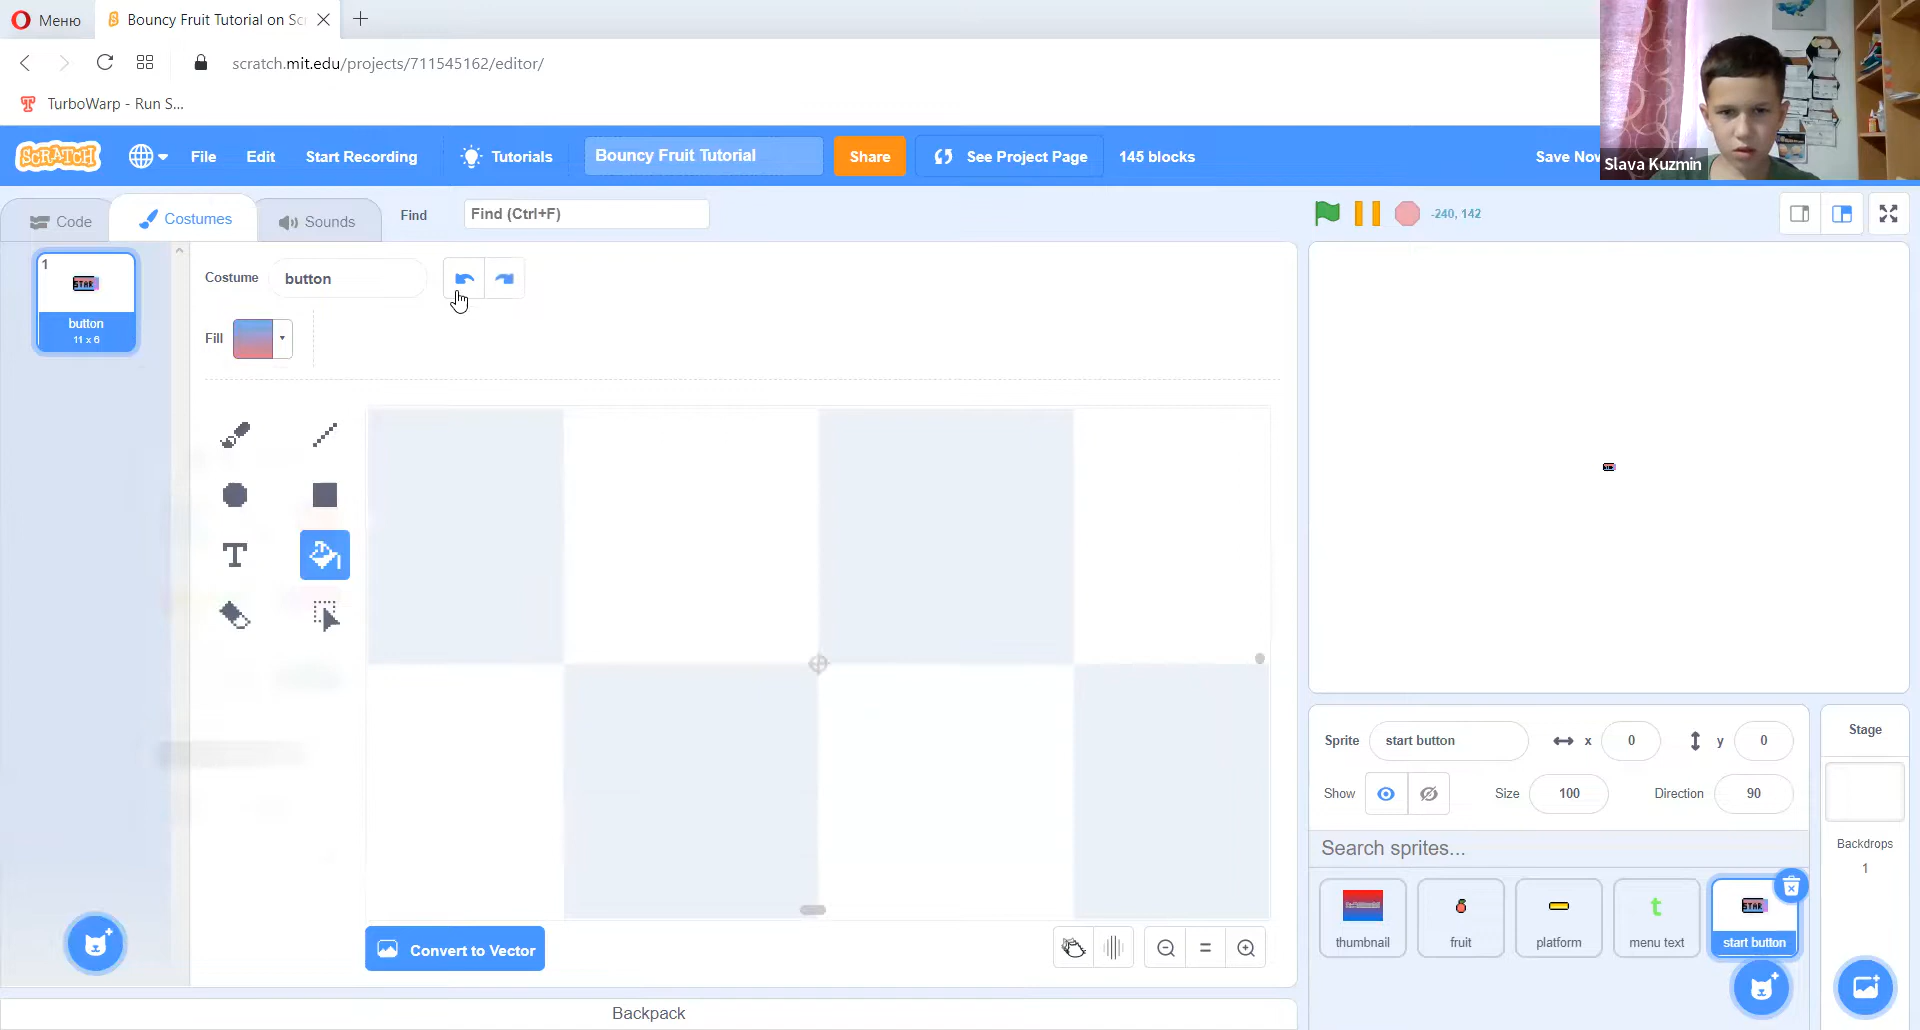 Меню
Bouncy Fruit Tutorial on Sc
scratch.mit.edu/projects/711545162/editor/
TurboWarp - Run S...
SCRATCH
File
Edit
Start Recording
Tutorials
Bouncy Fruit Tutorial
Share
See Project Page
145 blocks
Save Now
Slava Kuzmin
Code
Costumes
Sounds
Find
Find (Ctrl+F)
-240, 142
1
STAR
button
11 x 6
Costume
button
Fill
T
Convert to Vector
Backpack
Sprite
start button
x
0
y
0
Show
Size
100
Direction
90
Search sprites...
thumbnail
fruit
platform
t
menu text
STAR
start button
Stage
Backdrops
1